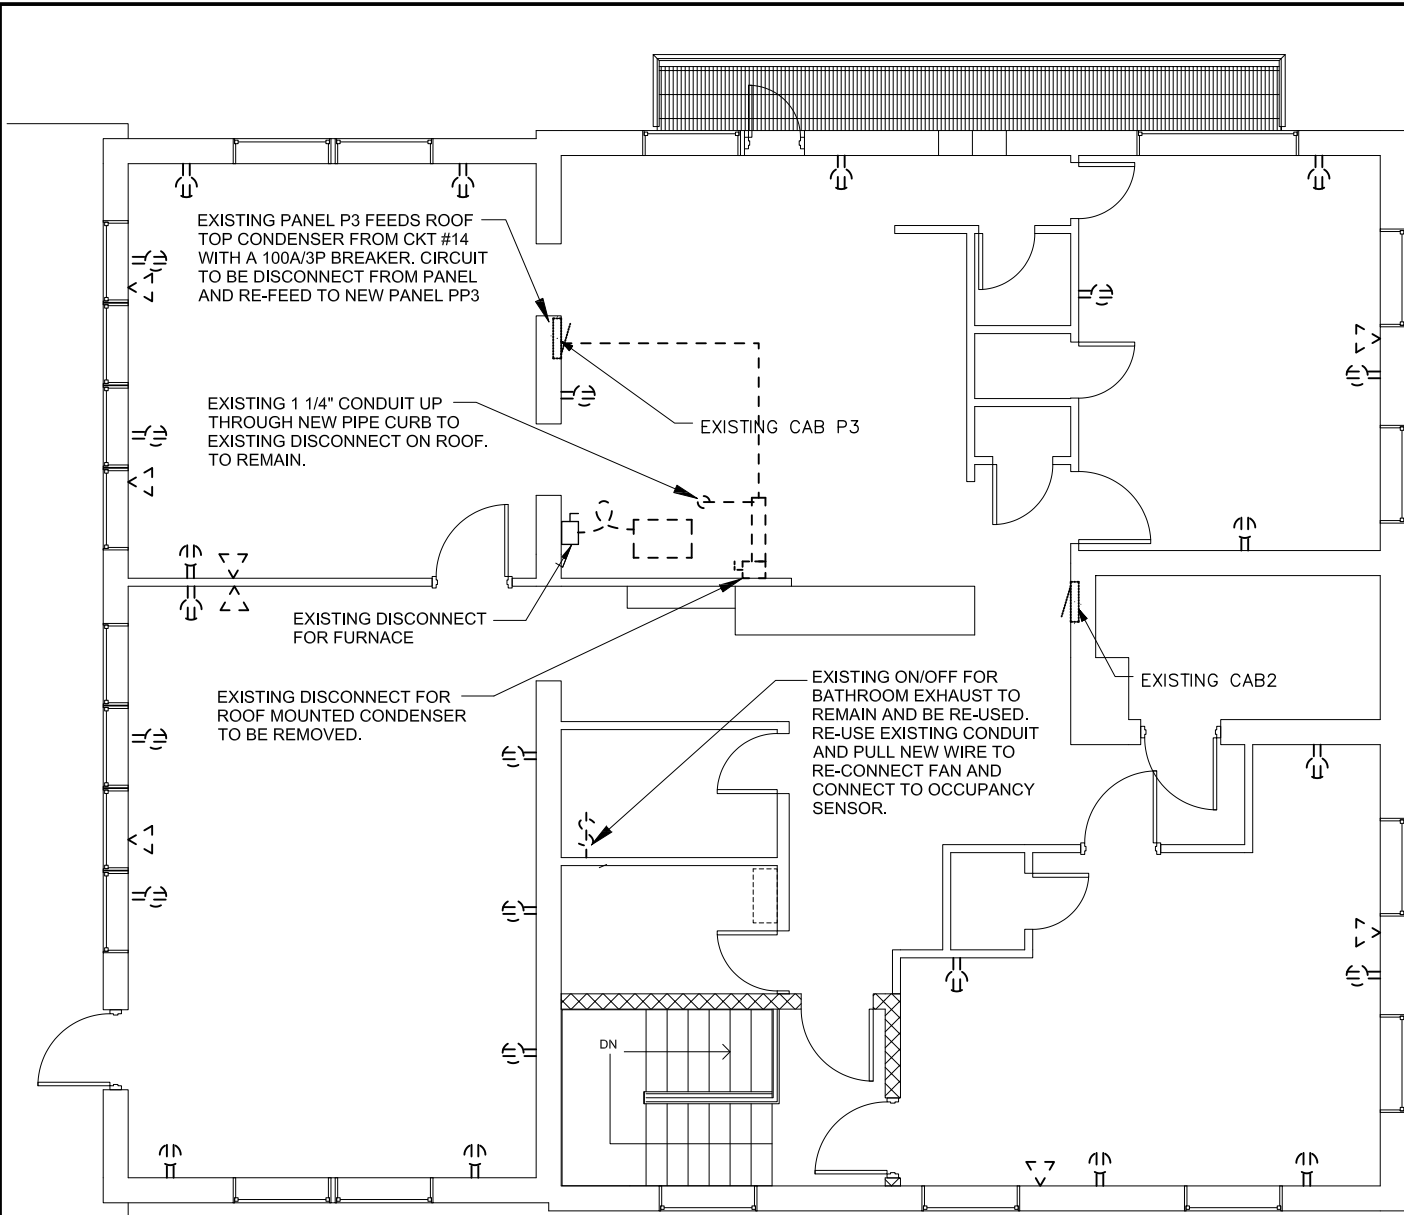 EXISTING PANEL P3 FEEDS ROOF
TOP CONDENSER FROM CKT #14
WITH A 100A/3P BREAKER. CIRCUIT
TO BE DISCONNECT FROM PANEL
AND RE-FEED TO NEW PANEL PP3
EXISTING 1 1/4" CONDUIT UP
THROUGH NEW PIPE CURB TO
EXISTING DISCONNECT ON ROOF.
TO REMAIN.
EXISTING CAB P3
EXISTING DISCONNECT
FOR FURNACE
EXISTING DISCONNECT FOR
ROOF MOUNTED CONDENSER
TO BE REMOVED.
EXISTING ON/OFF FOR
BATHROOM EXHAUST TO
REMAIN AND BE RE-USED.
RE-USE EXISTING CONDUIT
AND PULL NEW WIRE TO
RE-CONNECT FAN AND
CONNECT TO OCCUPANCY
SENSOR.
EXISTING CAB2
DN